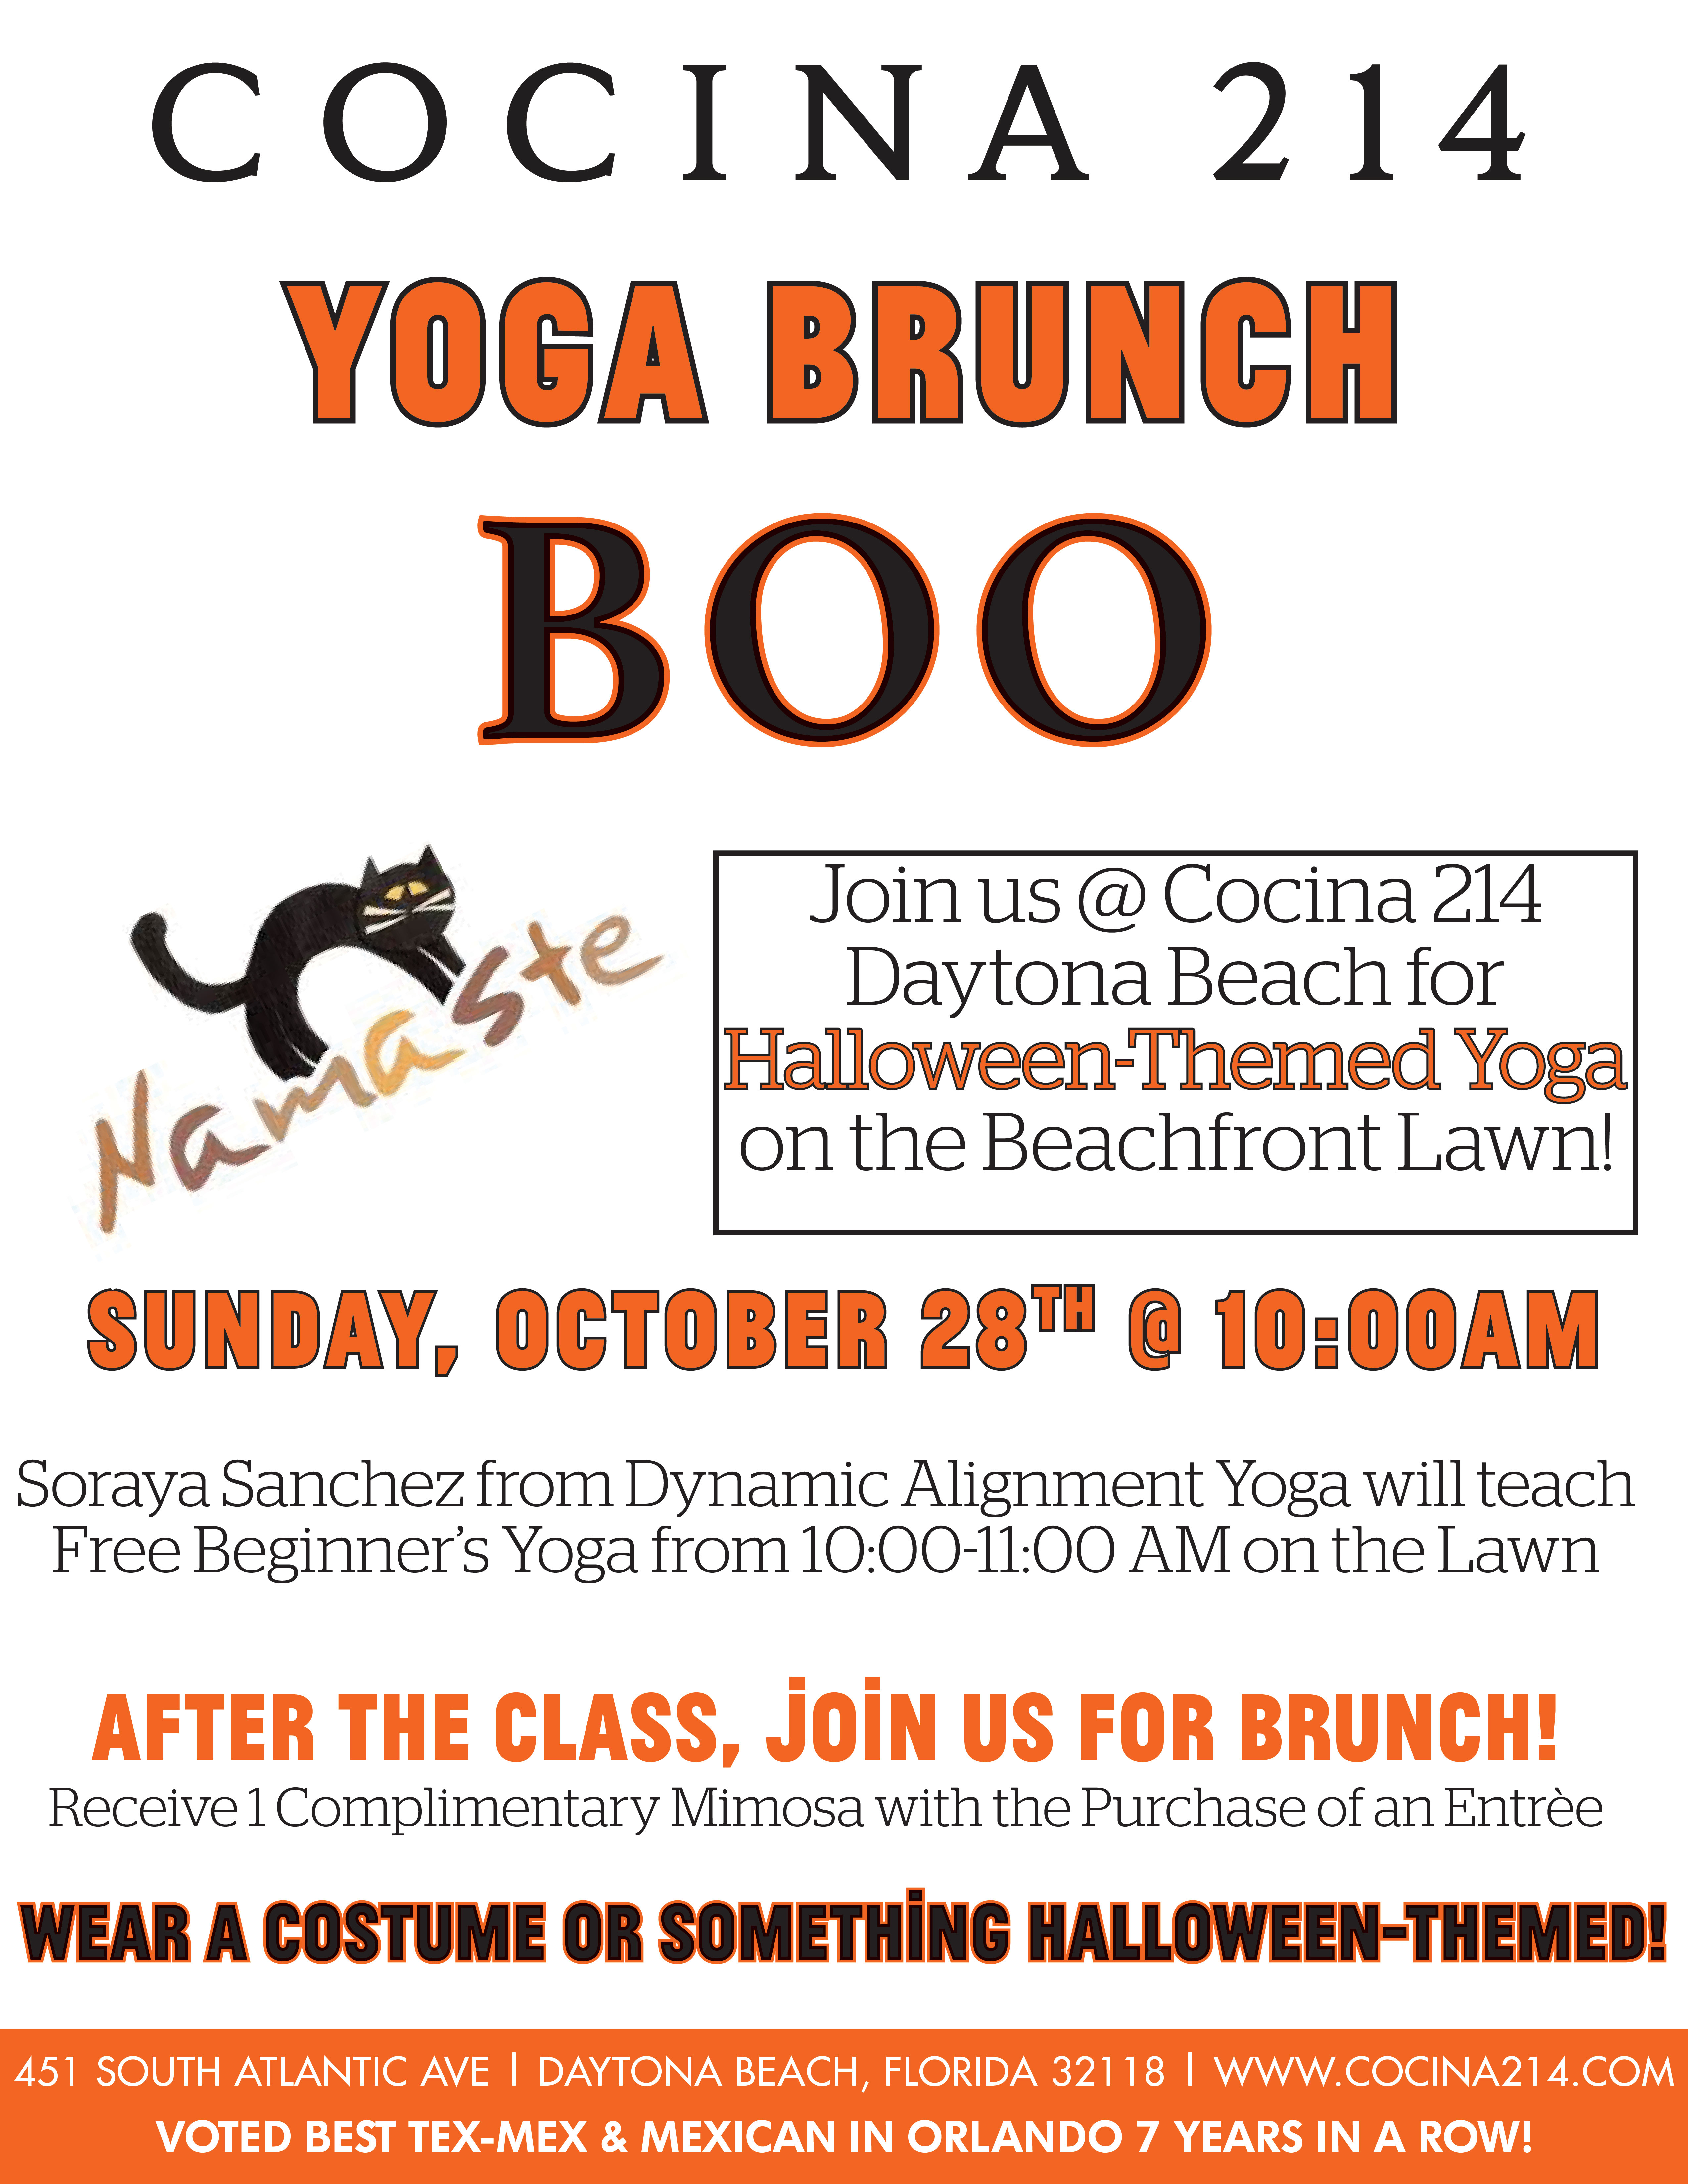 COCINA 214
YOGA BRUNCH
BOO
Namaste
Join us @ Cocina 214
Daytona Beach for
Halloween-Themed Yoga
on the Beachfront Lawn!
SUNDAY, OCTOBER 28TH @ 10:00AM
Soraya Sanchez from Dynamic Alignment Yoga will teach
Free Beginner's Yoga from 10:00-11:00 AM on the Lawn
AFTER THE CLASS, JOiN US FOR BRUNCH!
Receive 1 Complimentary Mimosa with the Purchase of an Entrèe
WEAR A COSTUME OR SOMETHiNG HALLOWEEN-THEMED!
451 SOUTH ATLANTIC AVE | DAYTONA BEACH, FLORIDA 32118 | WWW.COCINA214.COM
VOTED BEST TEX-MEX & MEXICAN IN ORLANDO 7 YEARS IN A ROW!